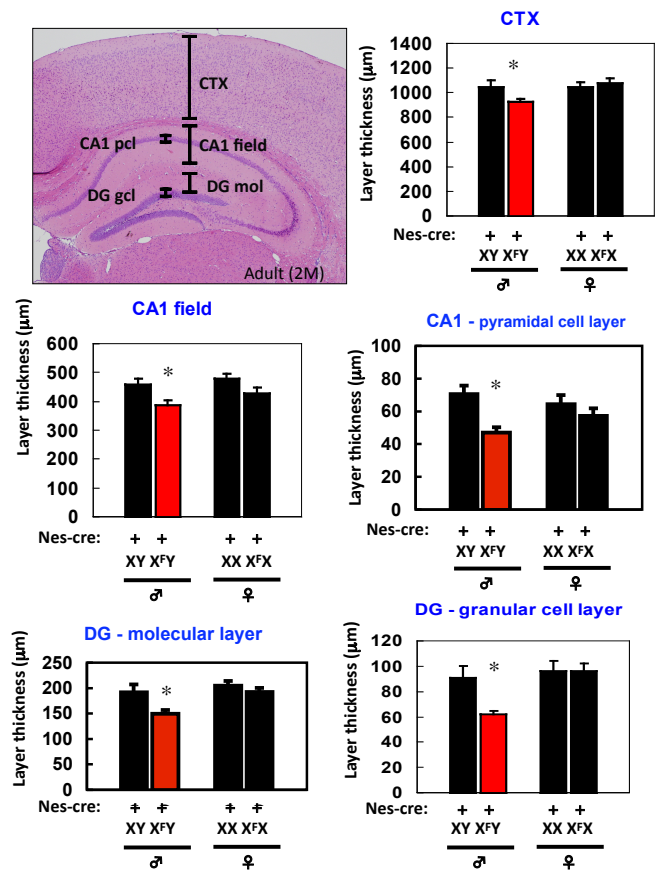 CTX
CA1 pcl
CA1 field
DG mol
DG gcl
Adult (2M)
CTX
Layer thickness (µm)
1400
1200
1000
800
600
400
200
0
*
Nes-cre: + + + +
XY XFY XX XFX
♂ ♀
CA1 field
Layer thickness (µm)
600
500
400
300
200
100
0
*
Nes-cre: + + + +
XY XFY XX XFX
♂ ♀
CA1 - pyramidal cell layer
Layer thickness (µm)
100
80
60
40
20
0
*
Nes-cre: + + + +
XY XFY XX XFX
♂ ♀
DG - molecular layer
Layer thickness (µm)
250
200
150
100
50
0
*
Nes-cre: + + + +
XY XFY XX XFX
♂ ♀
DG - granular cell layer
Layer thickness (µm)
120
100
80
60
40
20
0
*
Nes-cre: + + + +
XY XFY XX XFX
♂ ♀